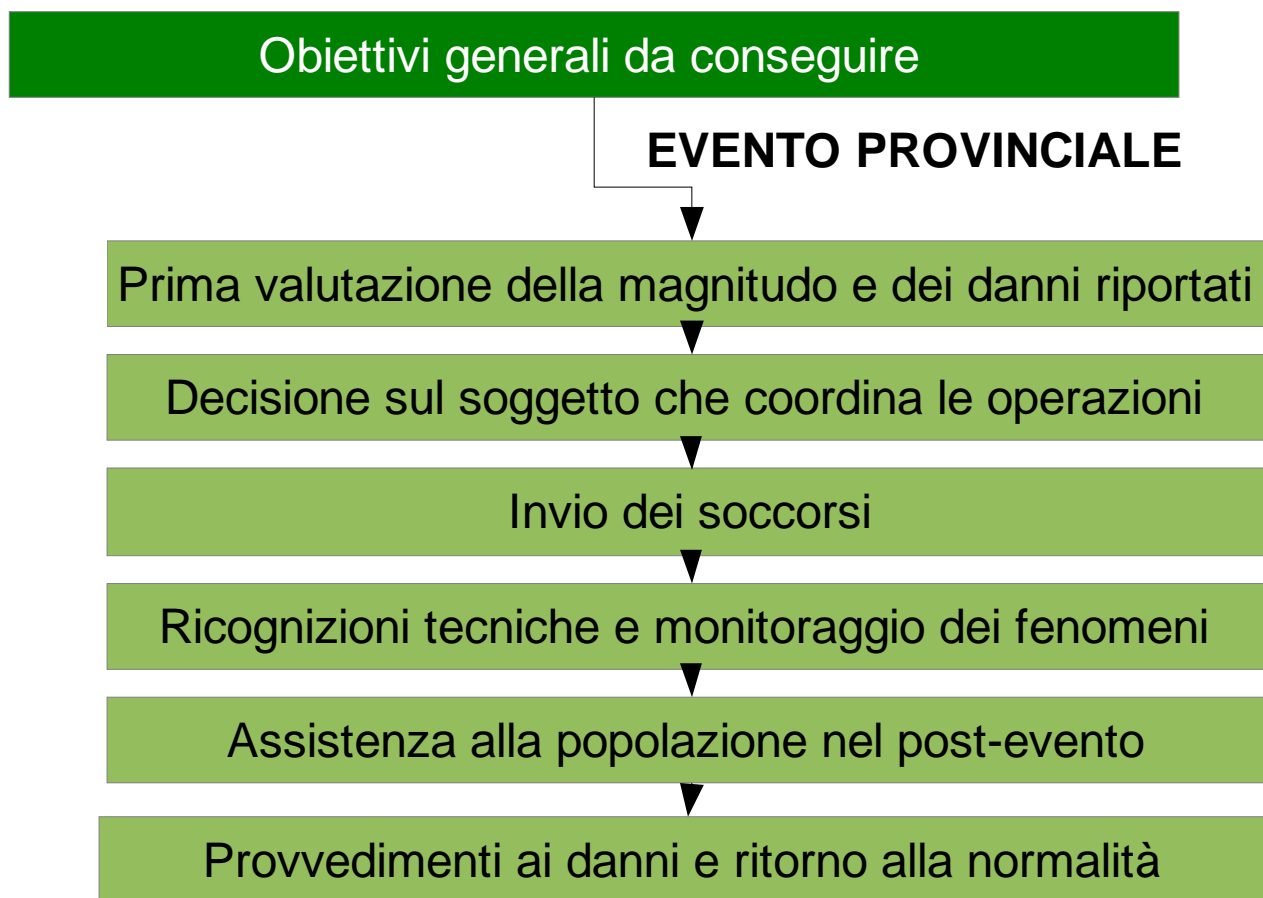 Obiettivi generali da conseguire
EVENTO PROVINCIALE
Prima valutazione della magnitudo e dei danni riportati
Decisione sul soggetto che coordina le operazioni
Invio dei soccorsi
Ricognizioni tecniche e monitoraggio dei fenomeni
Assistenza alla popolazione nel post-evento
Provvedimenti ai danni e ritorno alla normalità